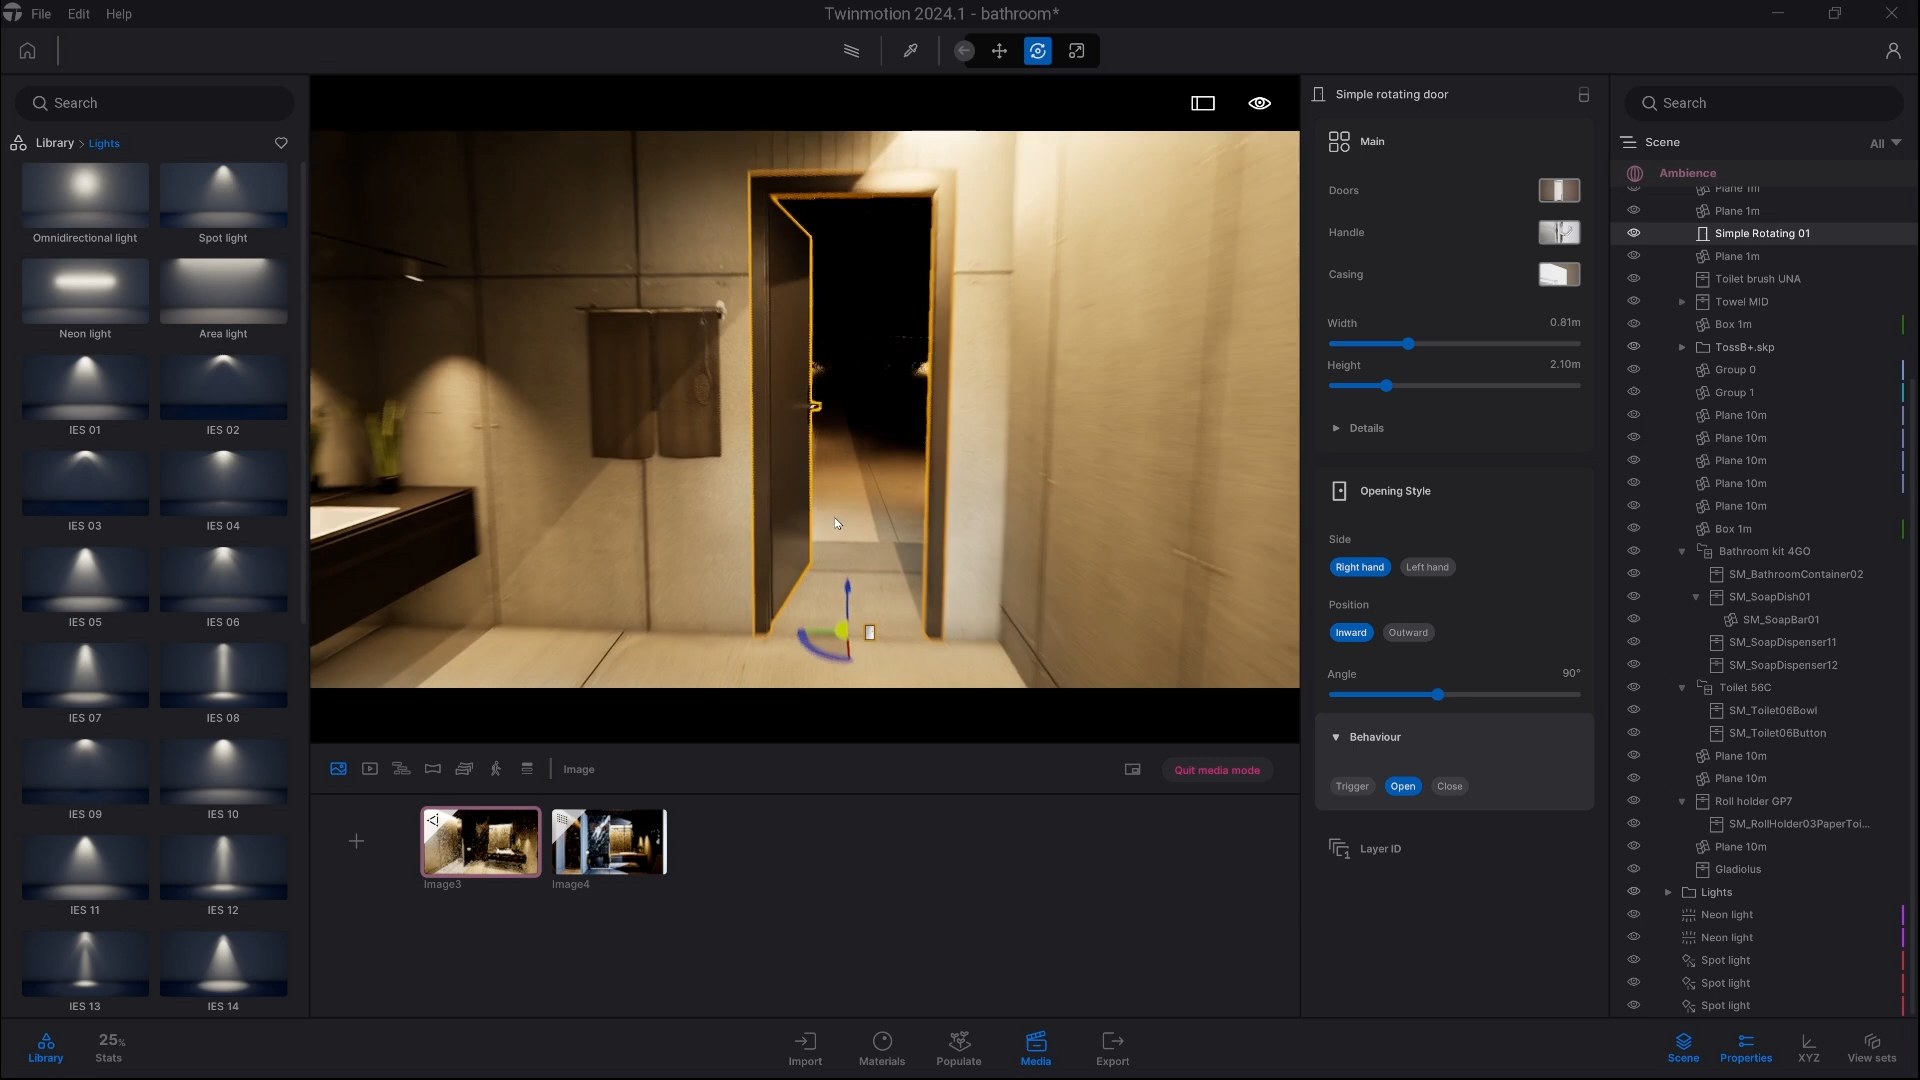 File Edit Help
Twinmotion 2024.1 - bathroom*
Search
Library > Lights
Omnidirectional light
Spot light
Neon light
Area light
IES 01
IES 02
IES 03
IES 04
IES 05
IES 06
IES 07
IES 08
IES 09
IES 10
IES 11
IES 12
IES 13
IES 14
Image
Quit media mode
Image3
Image4
Simple rotating door
Main
Doors
Handle
Casing
Width 0.81m
Height 2.10m
Details
Opening Style
Side
Right hand Left hand
Position
Inward Outward
Angle 90°
Behaviour
Trigger Open Close
Layer ID
Search
Scene All
Ambience
Plane 1m
Plane 1m
Simple Rotating 01
Plane 1m
Toilet brush UNA
Towel MID
Box 1m
TossB+.skp
Group 0
Group 1
Plane 10m
Plane 10m
Plane 10m
Plane 10m
Plane 10m
Box 1m
Bathroom kit 4GO
SM_BathroomContainer02
SM_SoapDish01
SM_SoapBar01
SM_SoapDispenser11
SM_SoapDispenser12
Toilet 56C
SM_Toilet06Bowl
SM_Toilet06Button
Plane 10m
Plane 10m
Roll holder GP7
SM_RollHolder03PaperToi...
Plane 10m
Gladiolus
Lights
Neon light
Neon light
Spot light
Spot light
Spot light
Library
25%
Stats
Import
Materials
Populate
Media
Export
Scene
Properties
XYZ
View sets